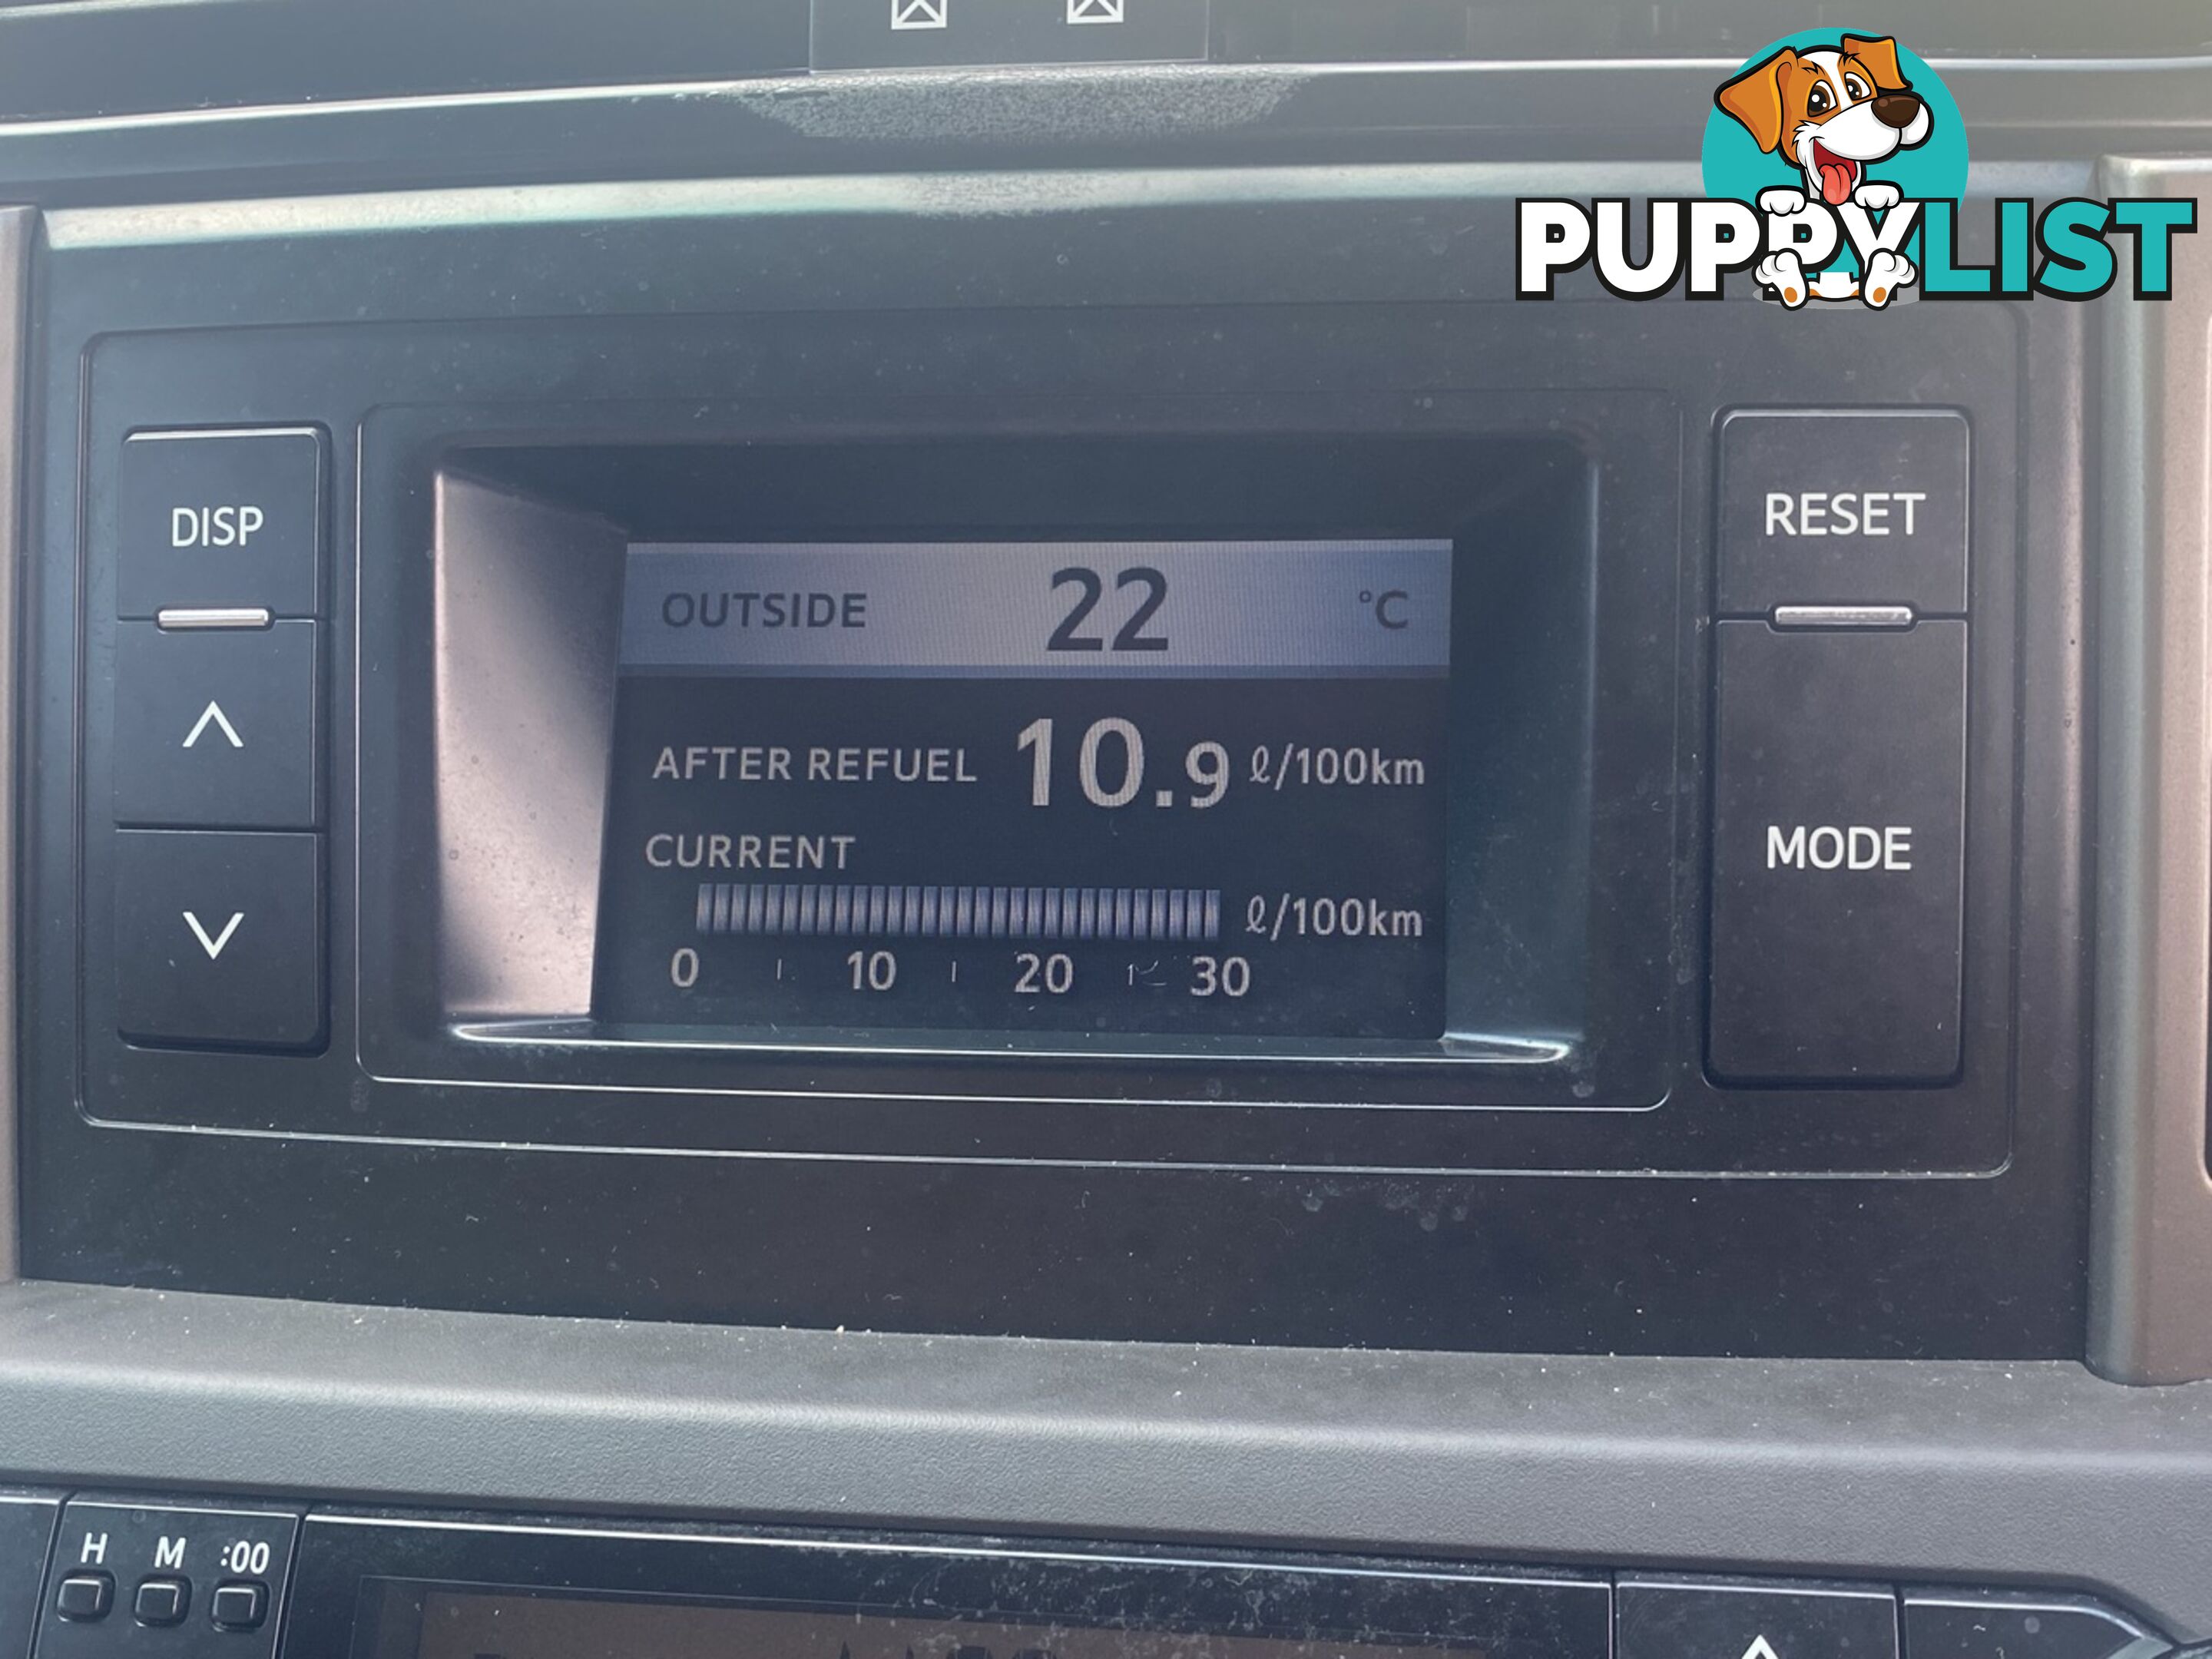 PUPPYLIST
DISP
RESET
MODE
OUTSIDE 22 °C
AFTER REFUEL 10.9 ℓ/100km
CURRENT
ℓ/100km
0 10 20 30
H M :00